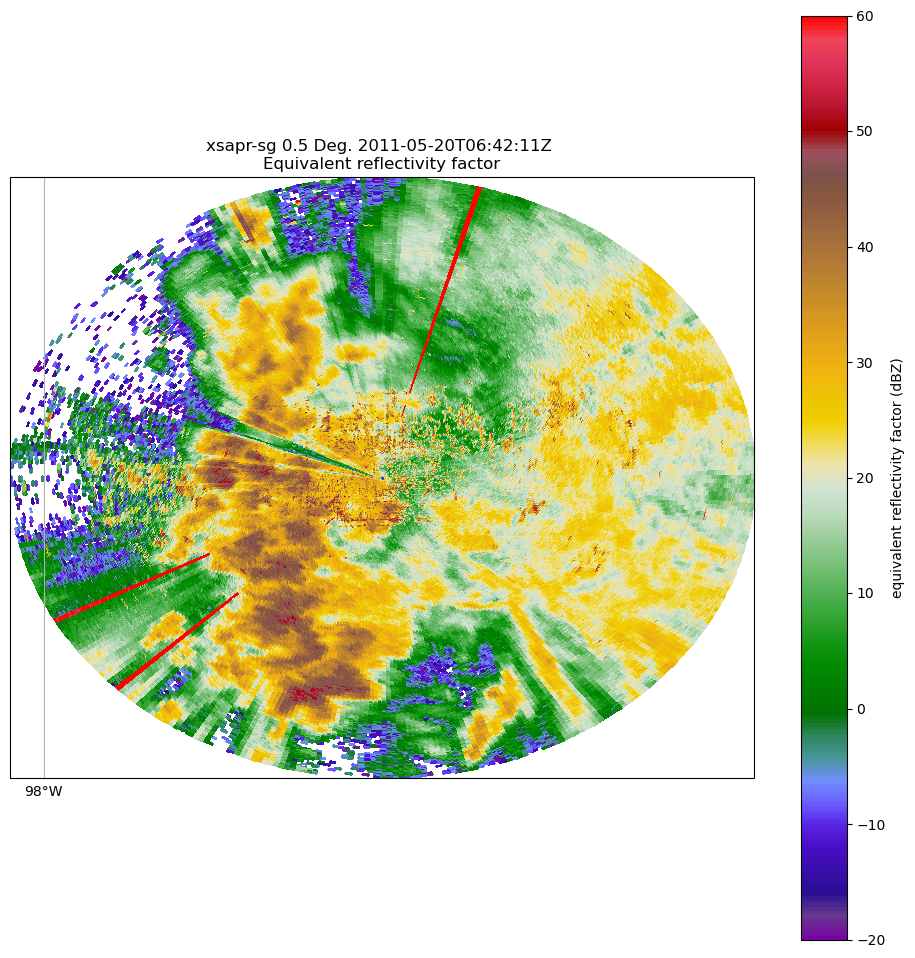 xsapr-sg 0.5 Deg. 2011-05-20T06:42:11Z
Equivalent reflectivity factor
98°W
60
50
40
30
20
10
0
−10
−20
equivalent reflectivity factor (dBZ)